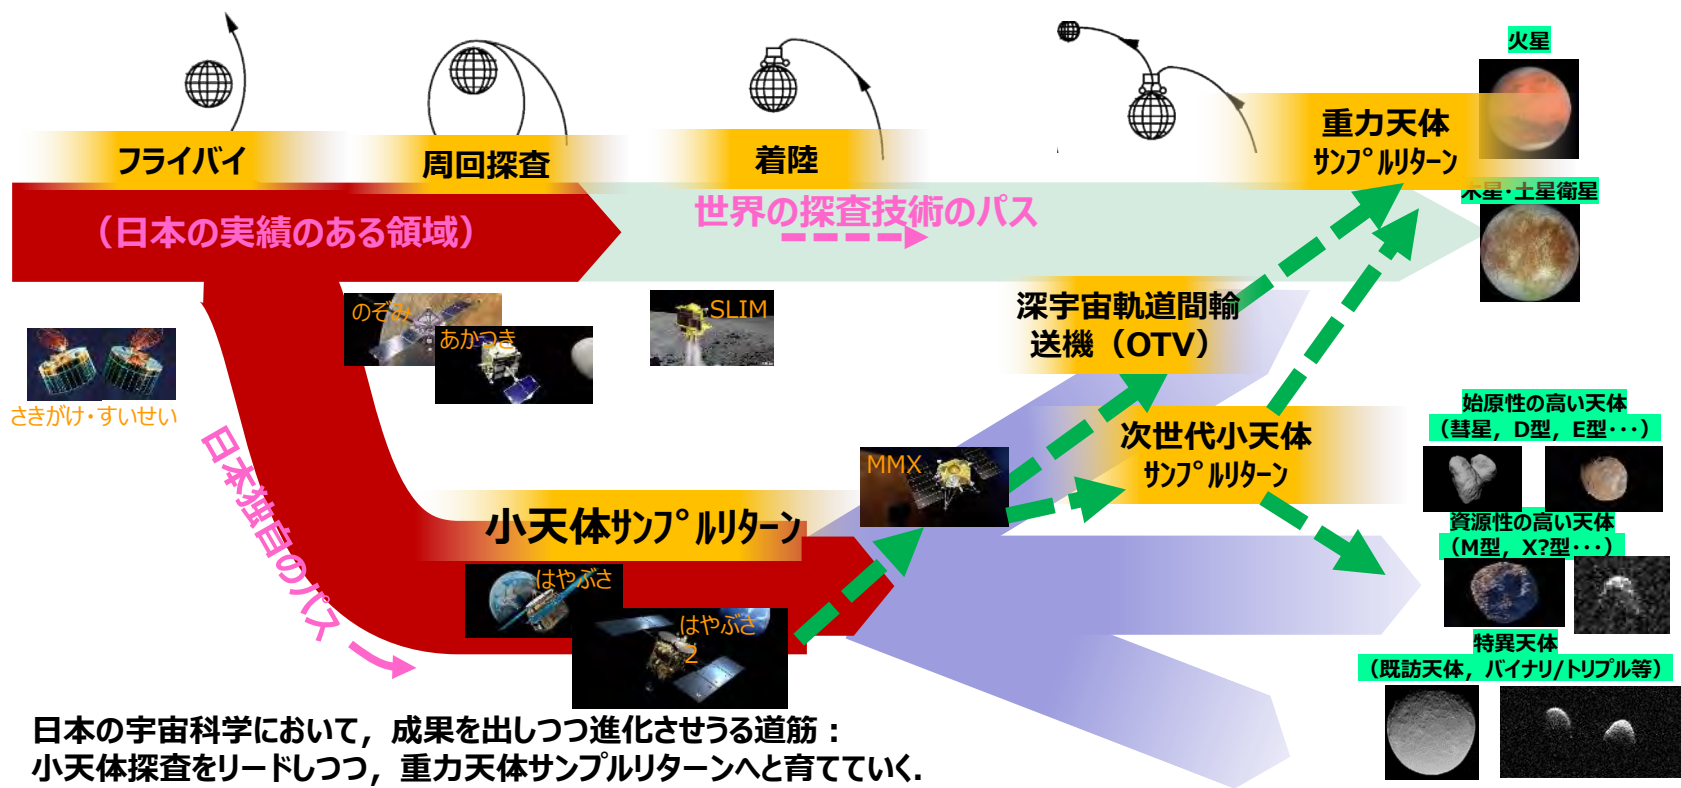 火星
フライバイ
周回探査
着陸
重力天体
ｻﾝﾌﾟﾙﾘﾀｰﾝ
（日本の実績のある領域）
世界の探査技術のパス
木星・土星衛星
のぞみ
あかつき
SLIM
深宇宙軌道間輸
送機（OTV）
さきがけ・すいせい
始原性の高い天体
（彗星，D型，E型･･･）
次世代小天体
ｻﾝﾌﾟﾙﾘﾀｰﾝ
日本独自のパス
MMX
小天体ｻﾝﾌﾟﾙﾘﾀｰﾝ
資源性の高い天体
（M型，X?型･･･）
はやぶさ
はやぶさ
2
特異天体
（既訪天体，バイナリ/トリプル等）
日本の宇宙科学において，成果を出しつつ進化させうる道筋：
小天体探査をリードしつつ，重力天体サンプルリターンへと育てていく．